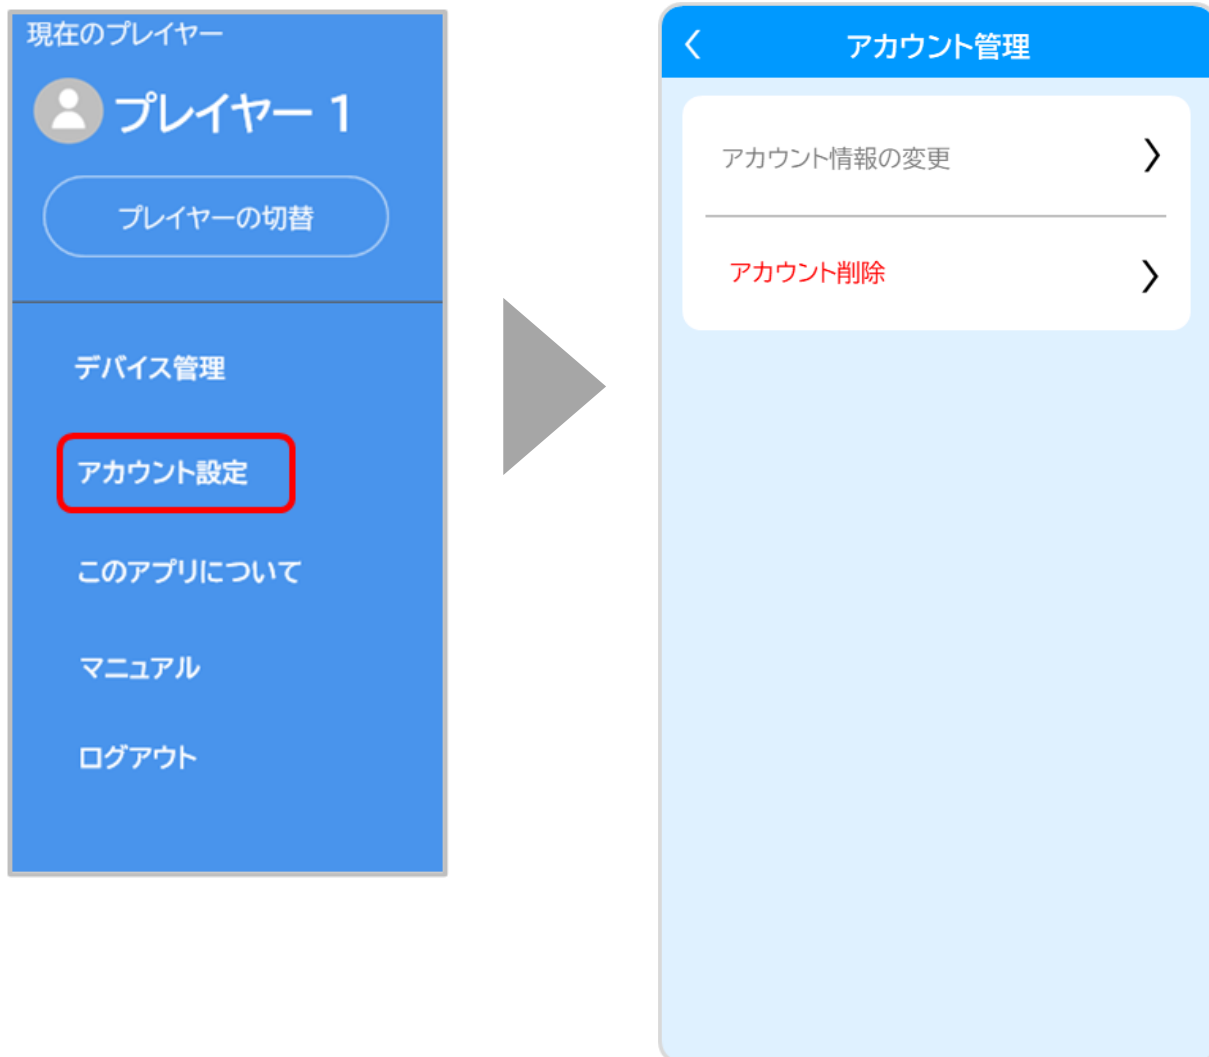 現在のプレイヤー
プレイヤー 1
プレイヤーの切替
デバイス管理
アカウント設定
このアプリについて
マニュアル
ログアウト
アカウント管理
アカウント情報の変更
アカウント削除